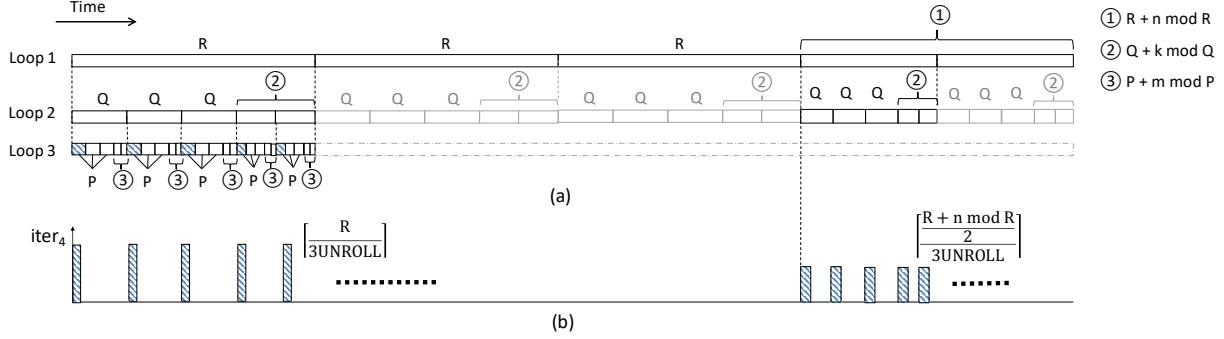 Time
①
① R + n mod R
R R R
Loop 1
② ② ② ② ②
② Q + k mod Q
Q Q Q Q Q Q Q Q Q Q Q Q Q Q Q
Loop 2
③ P + m mod P
Loop 3
P ③ P ③ P ③ P ③ P ③
(a)
iter₄
⌈R / 3UNROLL⌉
⌈(R + n mod R / 2) / 3UNROLL⌉
(b)